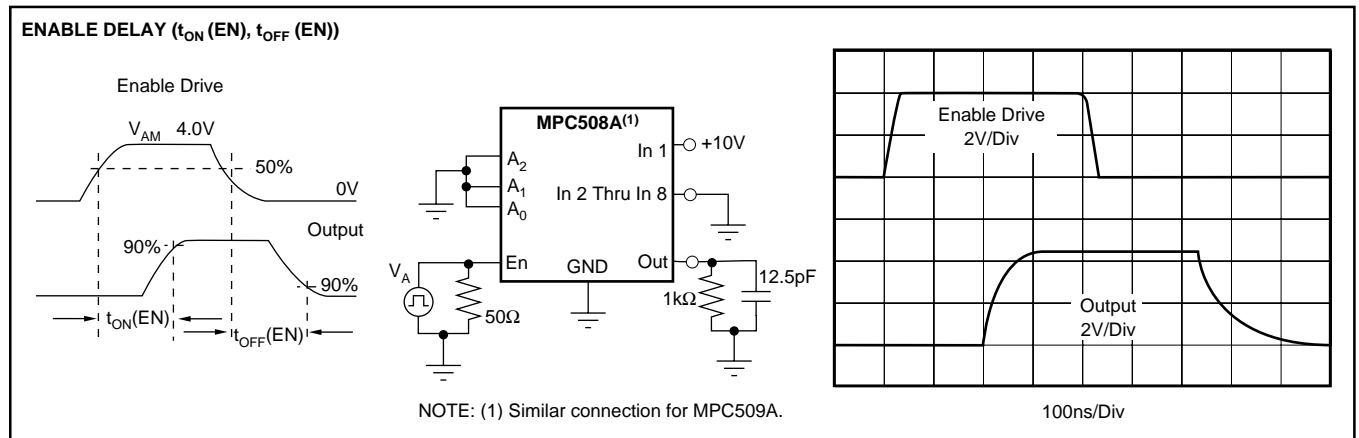 ENABLE DELAY (tON (EN), tOFF (EN))
Enable Drive
VAM 4.0V
50%
0V
Output
90%
90%
tON(EN)
tOFF(EN)
MPC508A(1)
A2
A1
A0
In 1
+10V
In 2 Thru In 8
En
GND
Out
VA
50Ω
1kΩ
12.5pF
NOTE: (1) Similar connection for MPC509A.
Enable Drive
2V/Div
Output
2V/Div
100ns/Div